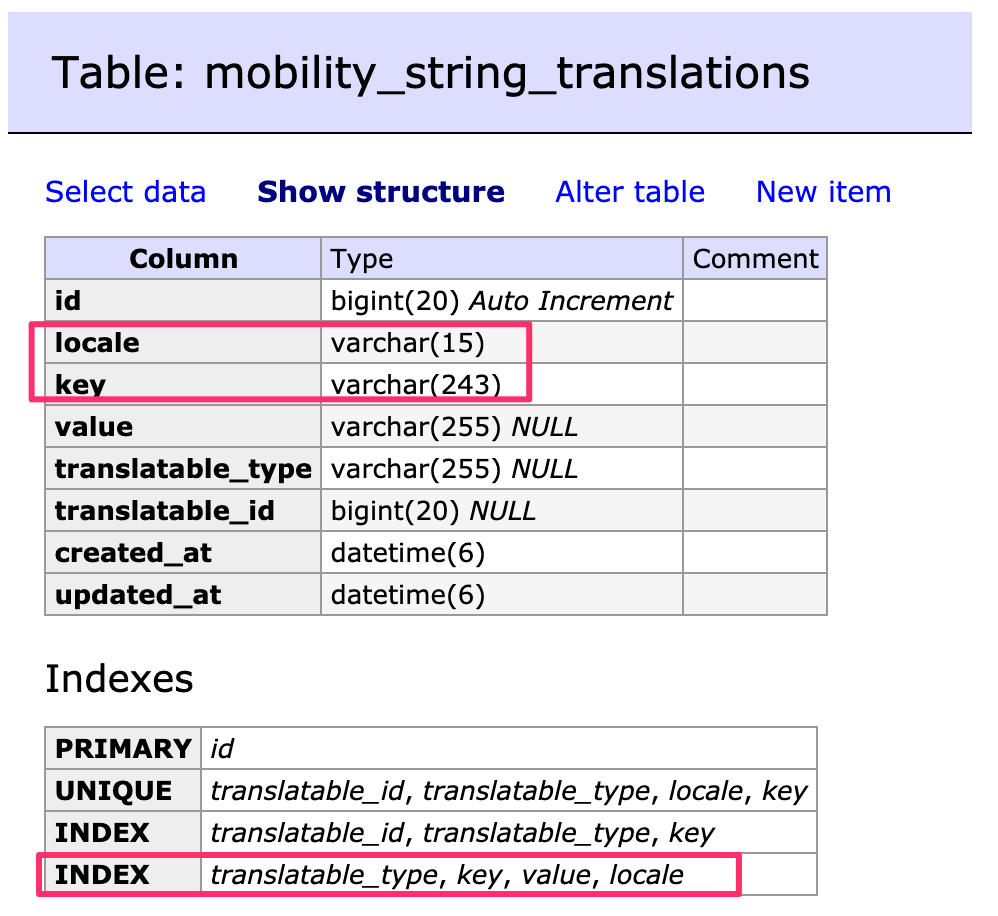 Table: mobility_string_translations
Select data Show structure Alter table New item
Column Type Comment
id bigint(20) Auto Increment
locale varchar(15)
key varchar(243)
value varchar(255) NULL
translatable_type varchar(255) NULL
translatable_id bigint(20) NULL
created_at datetime(6)
updated_at datetime(6)
Indexes
PRIMARY id
UNIQUE translatable_id, translatable_type, locale, key
INDEX translatable_id, translatable_type, key
INDEX translatable_type, key, value, locale